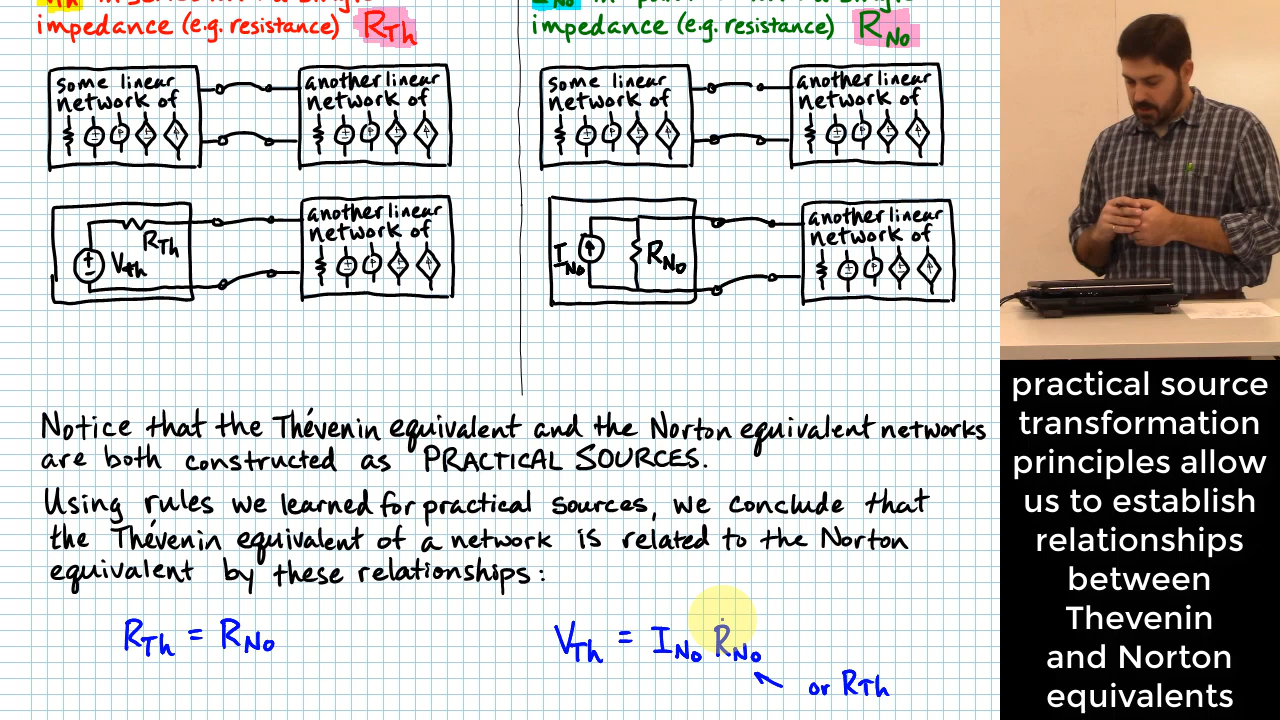 impedance (e.g. resistance) RTh
impedance (e.g. resistance) RNo
some linear
network of
another linear
network of
some linear
network of
another linear
network of
RTh
Vth
another linear
network of
INo
RNo
another linear
network of
Notice that the Thévenin equivalent and the Norton equivalent networks
are both constructed as PRACTICAL SOURCES.
Using rules we learned for practical sources, we conclude that
the Thévenin equivalent of a network is related to the Norton
equivalent by these relationships:
RTh = RNo
VTh = INo RNo
or RTh
practical source
transformation
principles allow
us to establish
relationships
between
Thevenin
and Norton
equivalents